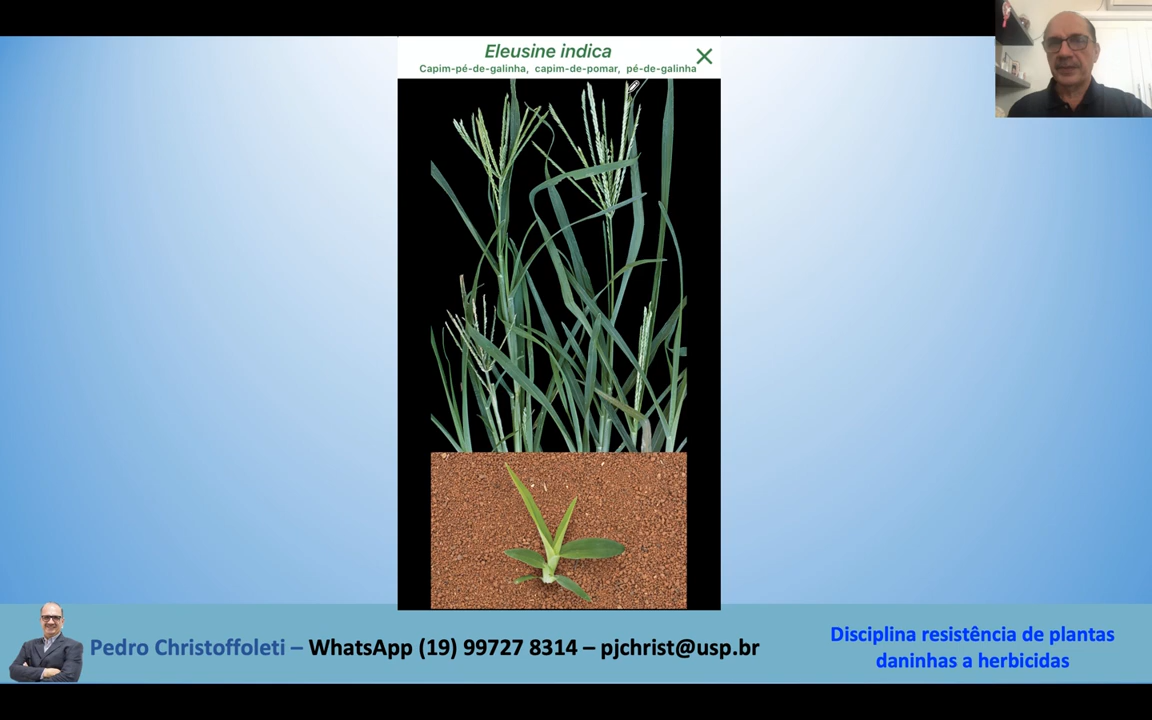 Eleusine indica
Capim-pé-de-galinha, capim-de-pomar, pé-de-galinha
Pedro Christoffoleti – WhatsApp (19) 99727 8314 – pjchrist@usp.br
Disciplina resistência de plantas
daninhas a herbicidas